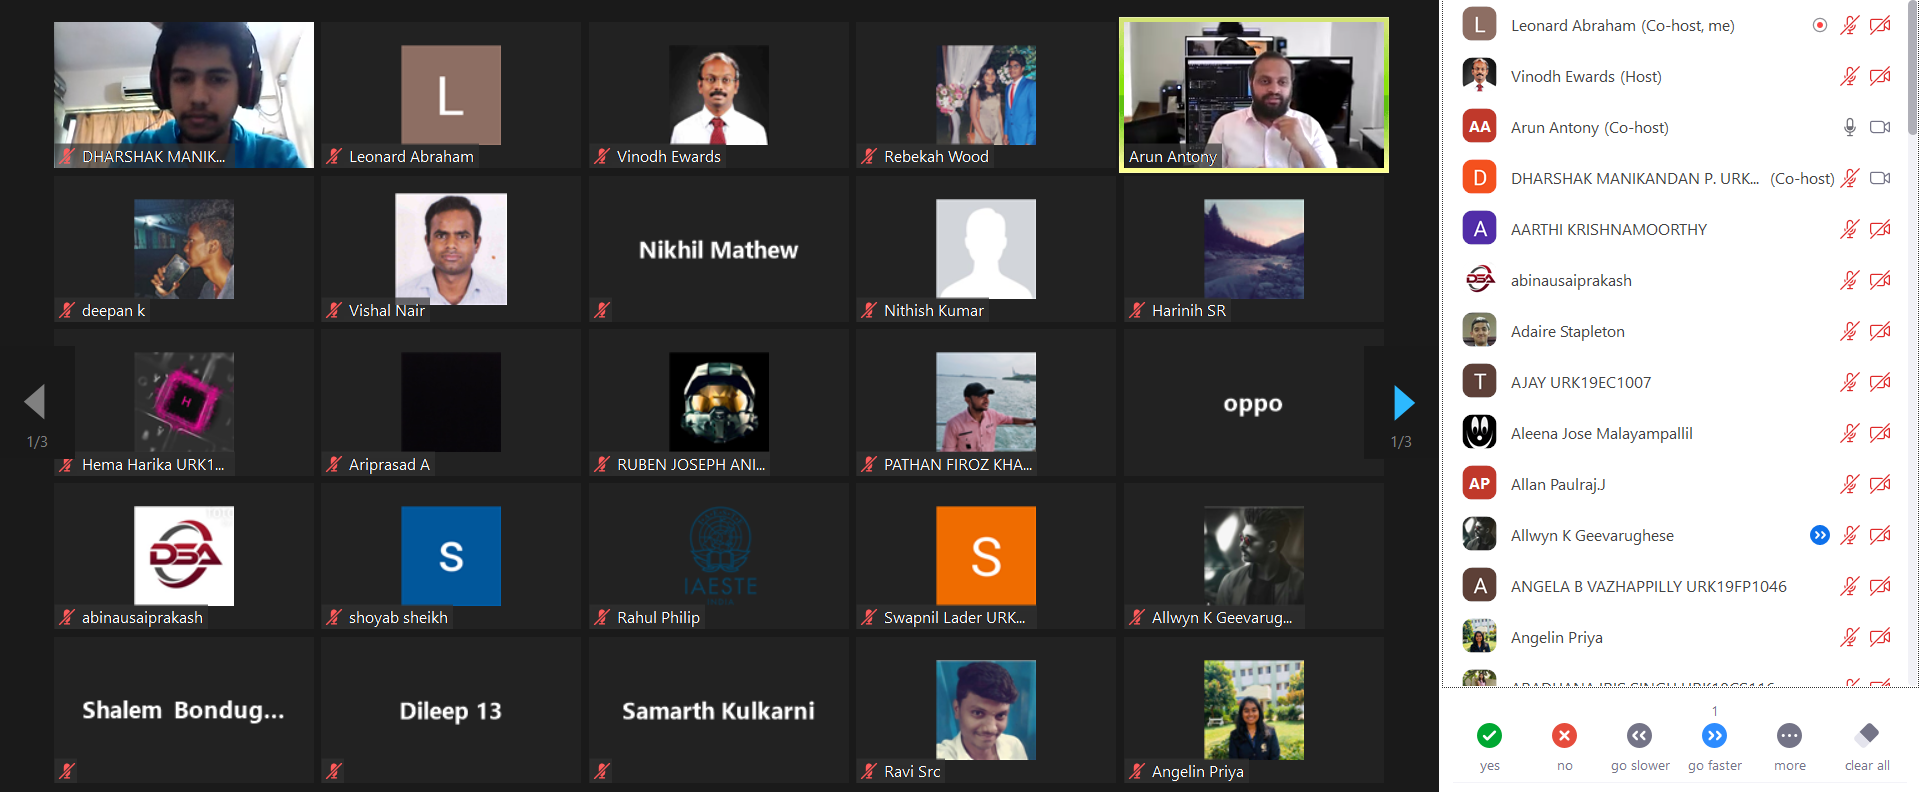 DHARSHAK MANIK...
L
Leonard Abraham
Vinodh Ewards
Rebekah Wood
Arun Antony
deepan k
Vishal Nair
Nikhil Mathew
Nithish Kumar
Harinih SR
1/3
H
Hema Harika URK1...
Ariprasad A
RUBEN JOSEPH ANI...
PATHAN FIROZ KHA...
oppo
1/3
DSA
abinausaiprakash
S
shoyab sheikh
IAESTE
INDIA
Rahul Philip
S
Swapnil Lader URK...
Allwyn K Geevarug...
Shalem Bondug...
Dileep 13
Samarth Kulkarni
Ravi Src
Angelin Priya
L
Leonard Abraham (Co-host, me)
Vinodh Ewards (Host)
AA
Arun Antony (Co-host)
D
DHARSHAK MANIKANDAN P. URK... (Co-host)
A
AARTHI KRISHNAMOORTHY
DSA
abinausaiprakash
Adaire Stapleton
T
AJAY URK19EC1007
Aleena Jose Malayampallil
AP
Allan Paulraj.J
Allwyn K Geevarughese
A
ANGELA B VAZHAPPILLY URK19FP1046
Angelin Priya
1
yes
no
go slower
go faster
more
clear all